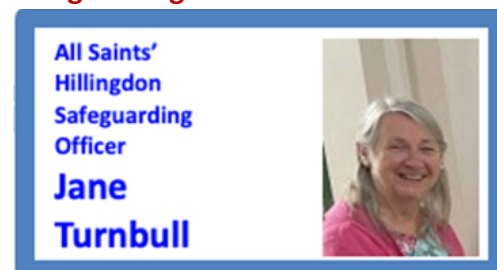 All Saints’
Hillingdon
Safeguarding
Officer
Jane
Turnbull